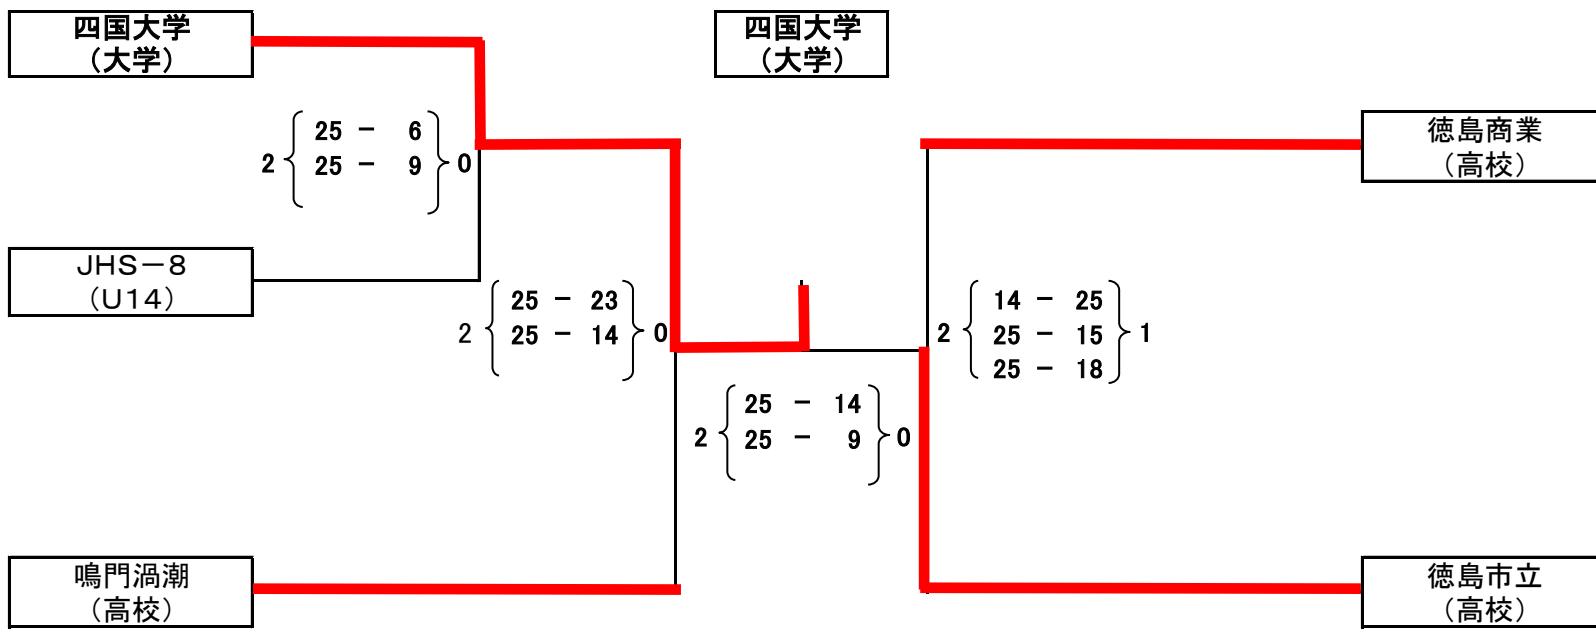 四国大学
(大学)
四国大学
(大学)
徳島商業
(高校)
25 － 6
2 25 － 9 0
JHS－8
(U14)
25 － 23
2 25 － 14 0
14 － 25
2 25 － 15 1
25 － 18
25 － 14
2 25 － 9 0
鳴門渦潮
(高校)
徳島市立
(高校)